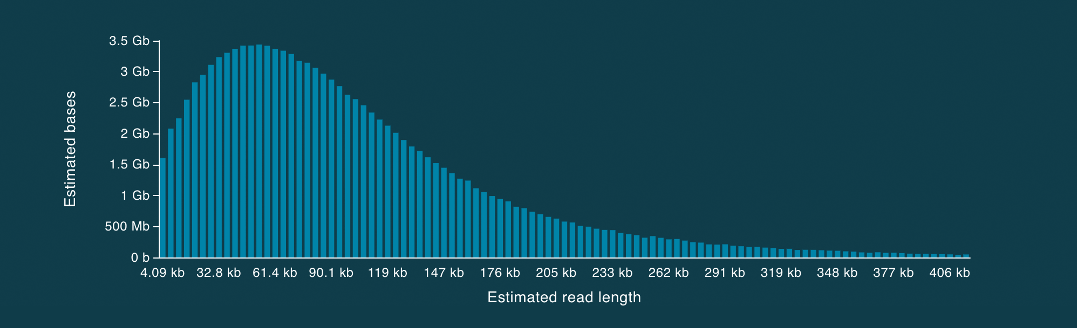 3.5 Gb
3 Gb
2.5 Gb
2 Gb
1.5 Gb
1 Gb
500 Mb
0 b
Estimated bases
4.09 kb 32.8 kb 61.4 kb 90.1 kb 119 kb 147 kb 176 kb 205 kb 233 kb 262 kb 291 kb 319 kb 348 kb 377 kb 406 kb
Estimated read length